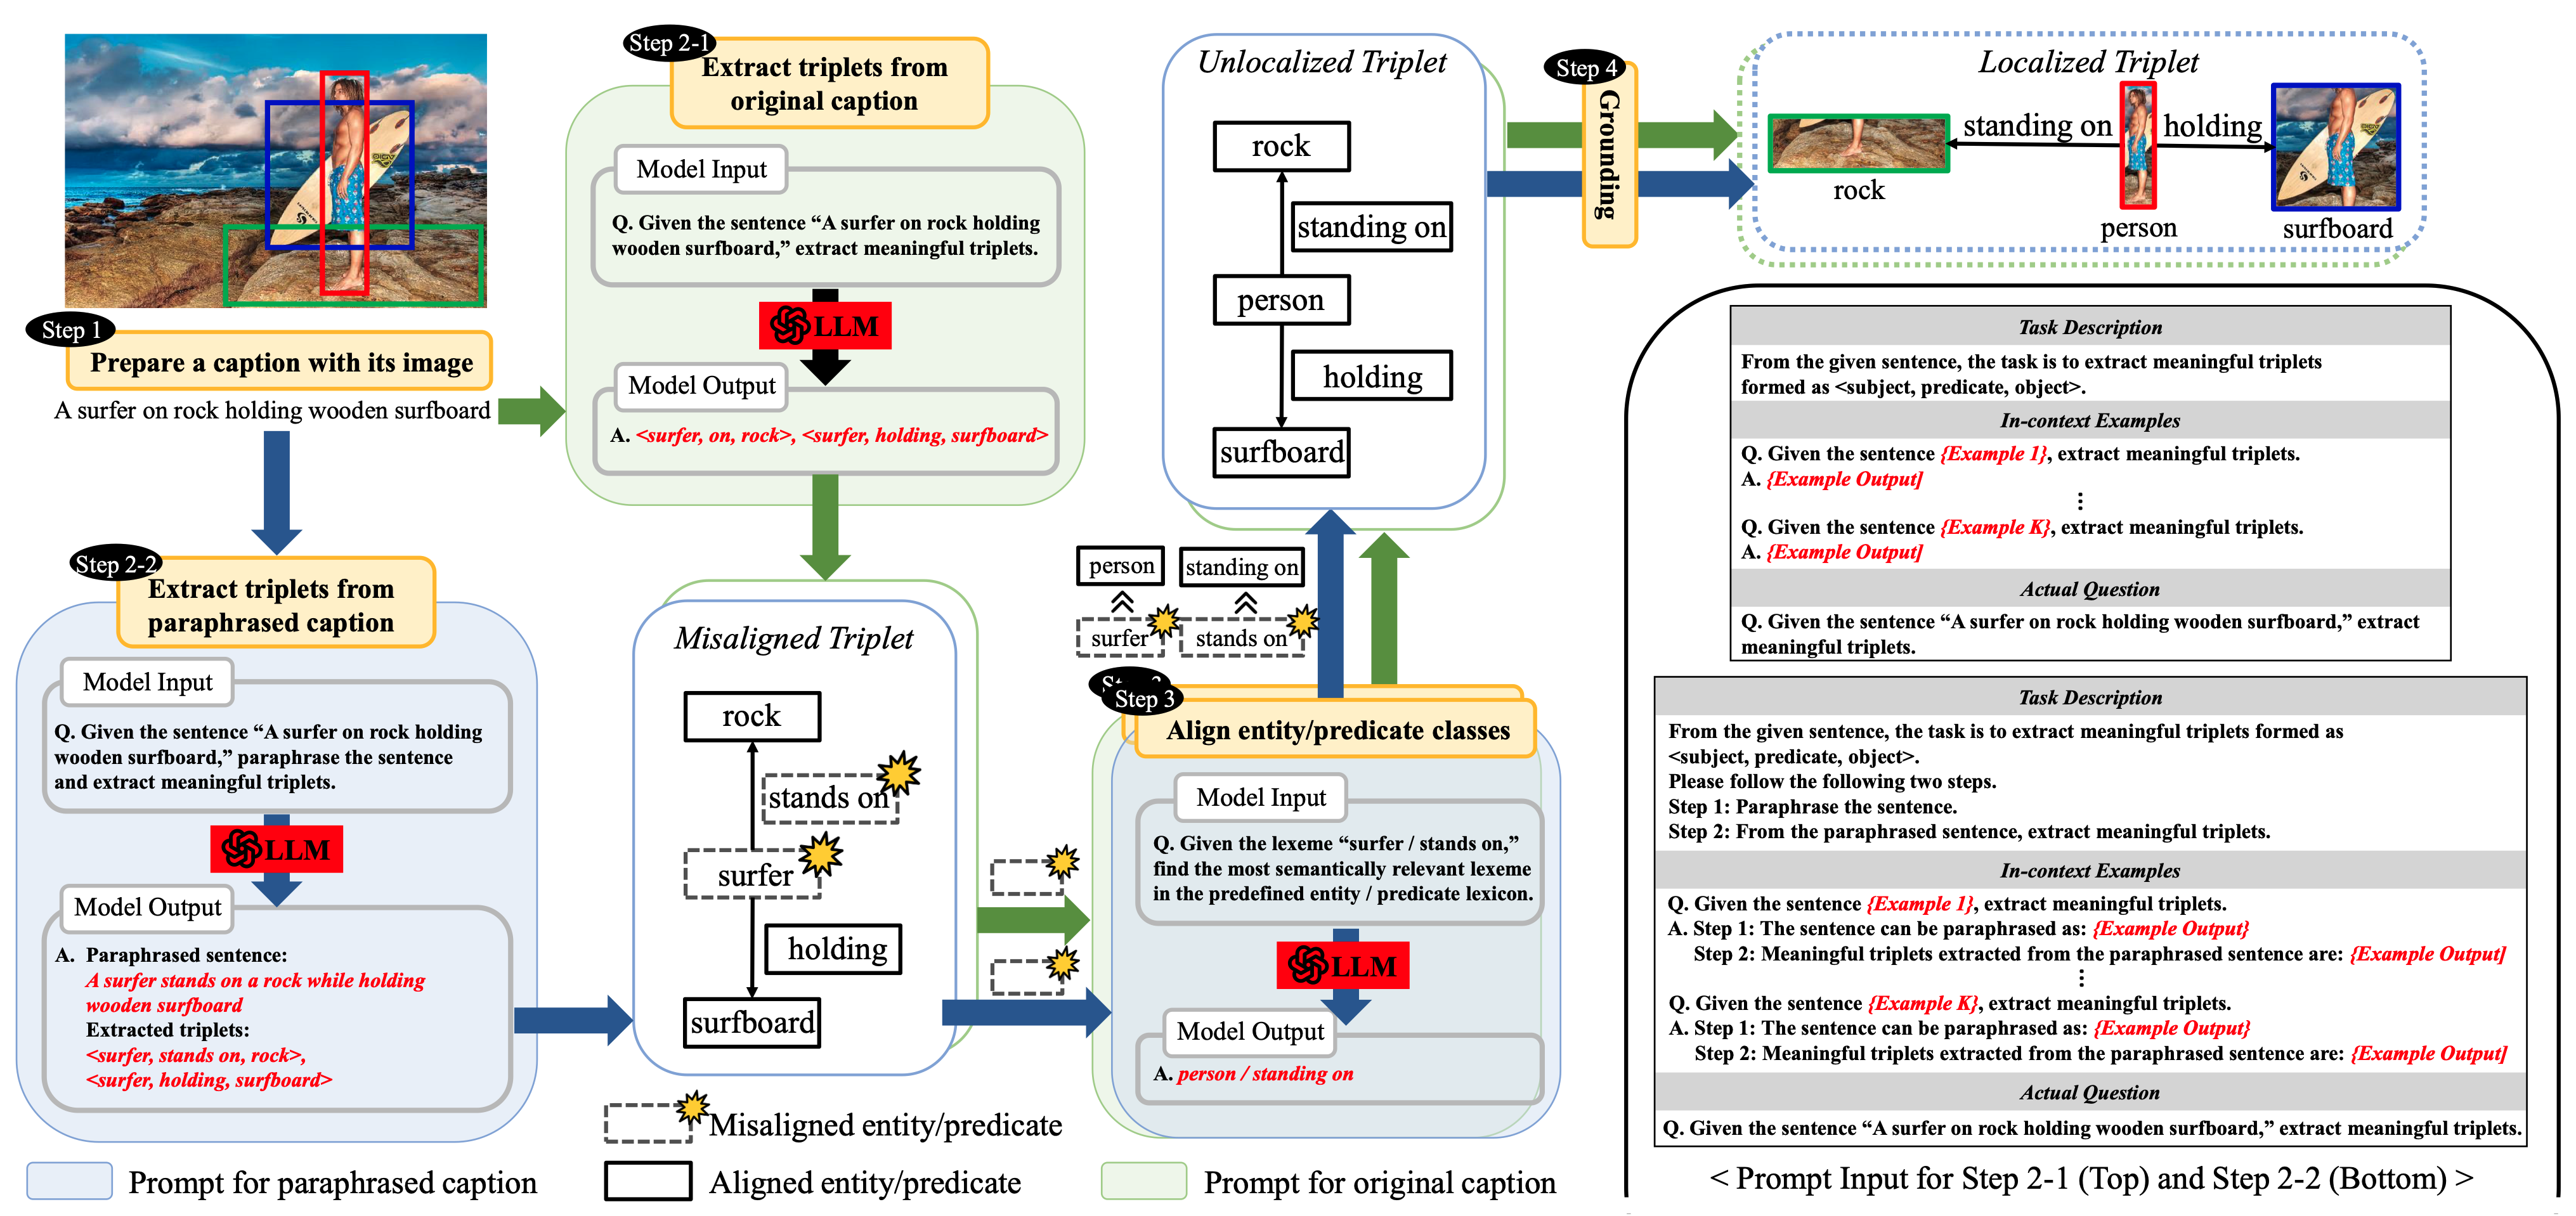 Step 1
Prepare a caption with its image
A surfer on rock holding wooden surfboard
Step 2-1
Extract triplets from
original caption
Model Input
Q. Given the sentence “A surfer on rock holding
wooden surfboard,” extract meaningful triplets.
LLM
Model Output
A. <surfer, on, rock>, <surfer, holding, surfboard>
Step 2-2
Extract triplets from
paraphrased caption
Model Input
Q. Given the sentence “A surfer on rock holding
wooden surfboard,” paraphrase the sentence
and extract meaningful triplets.
LLM
Model Output
A. Paraphrased sentence:
A surfer stands on a rock while holding
wooden surfboard
Extracted triplets:
<surfer, stands on, rock>,
<surfer, holding, surfboard>
Misaligned Triplet
rock
stands on
surfer
holding
surfboard
person
standing on
surfer
stands on
Step 3
Align entity/predicate classes
Model Input
Q. Given the lexeme “surfer / stands on,”
find the most semantically relevant lexeme
in the predefined entity / predicate lexicon.
LLM
Model Output
A. person / standing on
Unlocalized Triplet
rock
standing on
person
holding
surfboard
Step 4
Grounding
Localized Triplet
standing on
holding
rock
person
surfboard
Task Description
From the given sentence, the task is to extract meaningful triplets
formed as <subject, predicate, object>.
In-context Examples
Q. Given the sentence {Example 1}, extract meaningful triplets.
A. {Example Output]
⋮
Q. Given the sentence {Example K}, extract meaningful triplets.
A. {Example Output]
Actual Question
Q. Given the sentence “A surfer on rock holding wooden surfboard,” extract
meaningful triplets.
Task Description
From the given sentence, the task is to extract meaningful triplets formed as
<subject, predicate, object>.
Please follow the following two steps.
Step 1: Paraphrase the sentence.
Step 2: From the paraphrased sentence, extract meaningful triplets.
In-context Examples
Q. Given the sentence {Example 1}, extract meaningful triplets.
A. Step 1: The sentence can be paraphrased as: {Example Output}
Step 2: Meaningful triplets extracted from the paraphrased sentence are: {Example Output]
⋮
Q. Given the sentence {Example K}, extract meaningful triplets.
A. Step 1: The sentence can be paraphrased as: {Example Output}
Step 2: Meaningful triplets extracted from the paraphrased sentence are: {Example Output]
Actual Question
Q. Given the sentence “A surfer on rock holding wooden surfboard,” extract meaningful triplets.
< Prompt Input for Step 2-1 (Top) and Step 2-2 (Bottom) >
Misaligned entity/predicate
Prompt for paraphrased caption
Aligned entity/predicate
Prompt for original caption